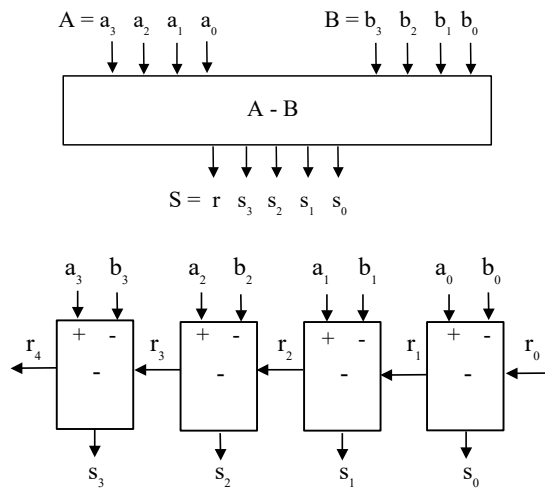 A = a₃ a₂ a₁ a₀ B = b₃ b₂ b₁ b₀
A - B
S = r s₃ s₂ s₁ s₀
a₃ b₃ a₂ b₂ a₁ b₁ a₀ b₀
+ - + - + - + -
r₄ r₃ r₂ r₁ r₀
- - - -
s₃ s₂ s₁ s₀